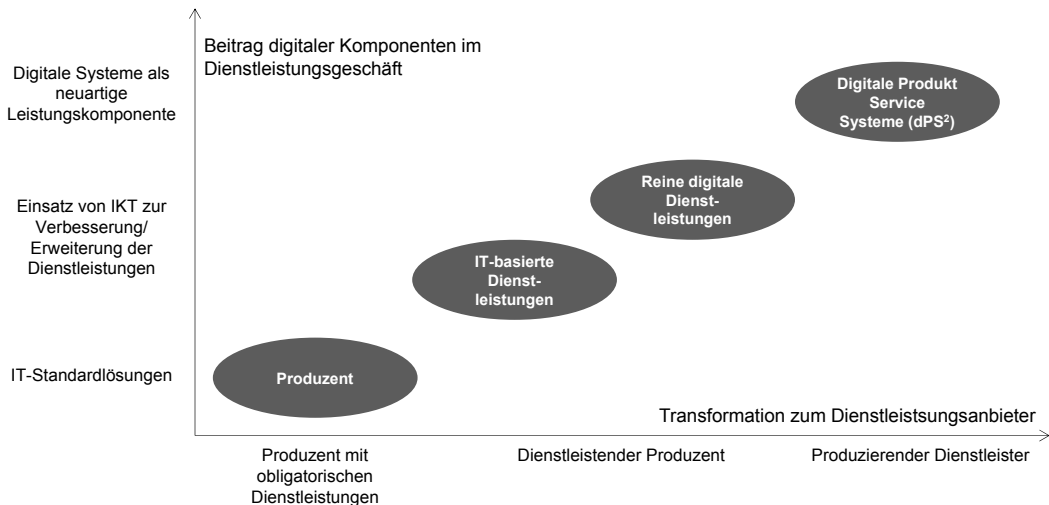 Beitrag digitaler Komponenten im
Dienstleistungsgeschäft
Digitale Systeme als
neuartige
Leistungskomponente
Digitale Produkt
Service
Systeme (dPS²)
Einsatz von IKT zur
Verbesserung/
Erweiterung der
Dienstleistungen
Reine digitale
Dienst-
leistungen
IT-basierte
Dienst-
leistungen
IT-Standardlösungen
Produzent
Transformation zum Dienstleistsungsanbieter
Produzent mit
obligatorischen
Dienstleistungen
Dienstleistender Produzent
Produzierender Dienstleister